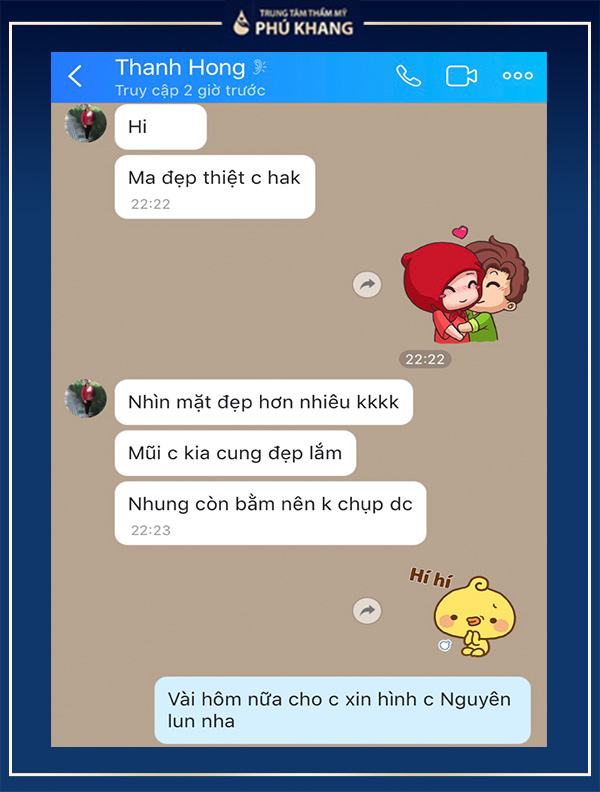 TRUNG TÂM THẨM MỸ
PHÚ KHANG
Thanh Hong
Truy cập 2 giờ trước
Hi
Ma đẹp thiệt c hak
22:22
22:22
Nhìn mặt đẹp hơn nhiêu kkkk
Mũi c kia cung đẹp lắm
Nhung còn bằm nên k chụp dc
22:23
Hí hí
Vài hôm nữa cho c xin hình c Nguyên
lun nha